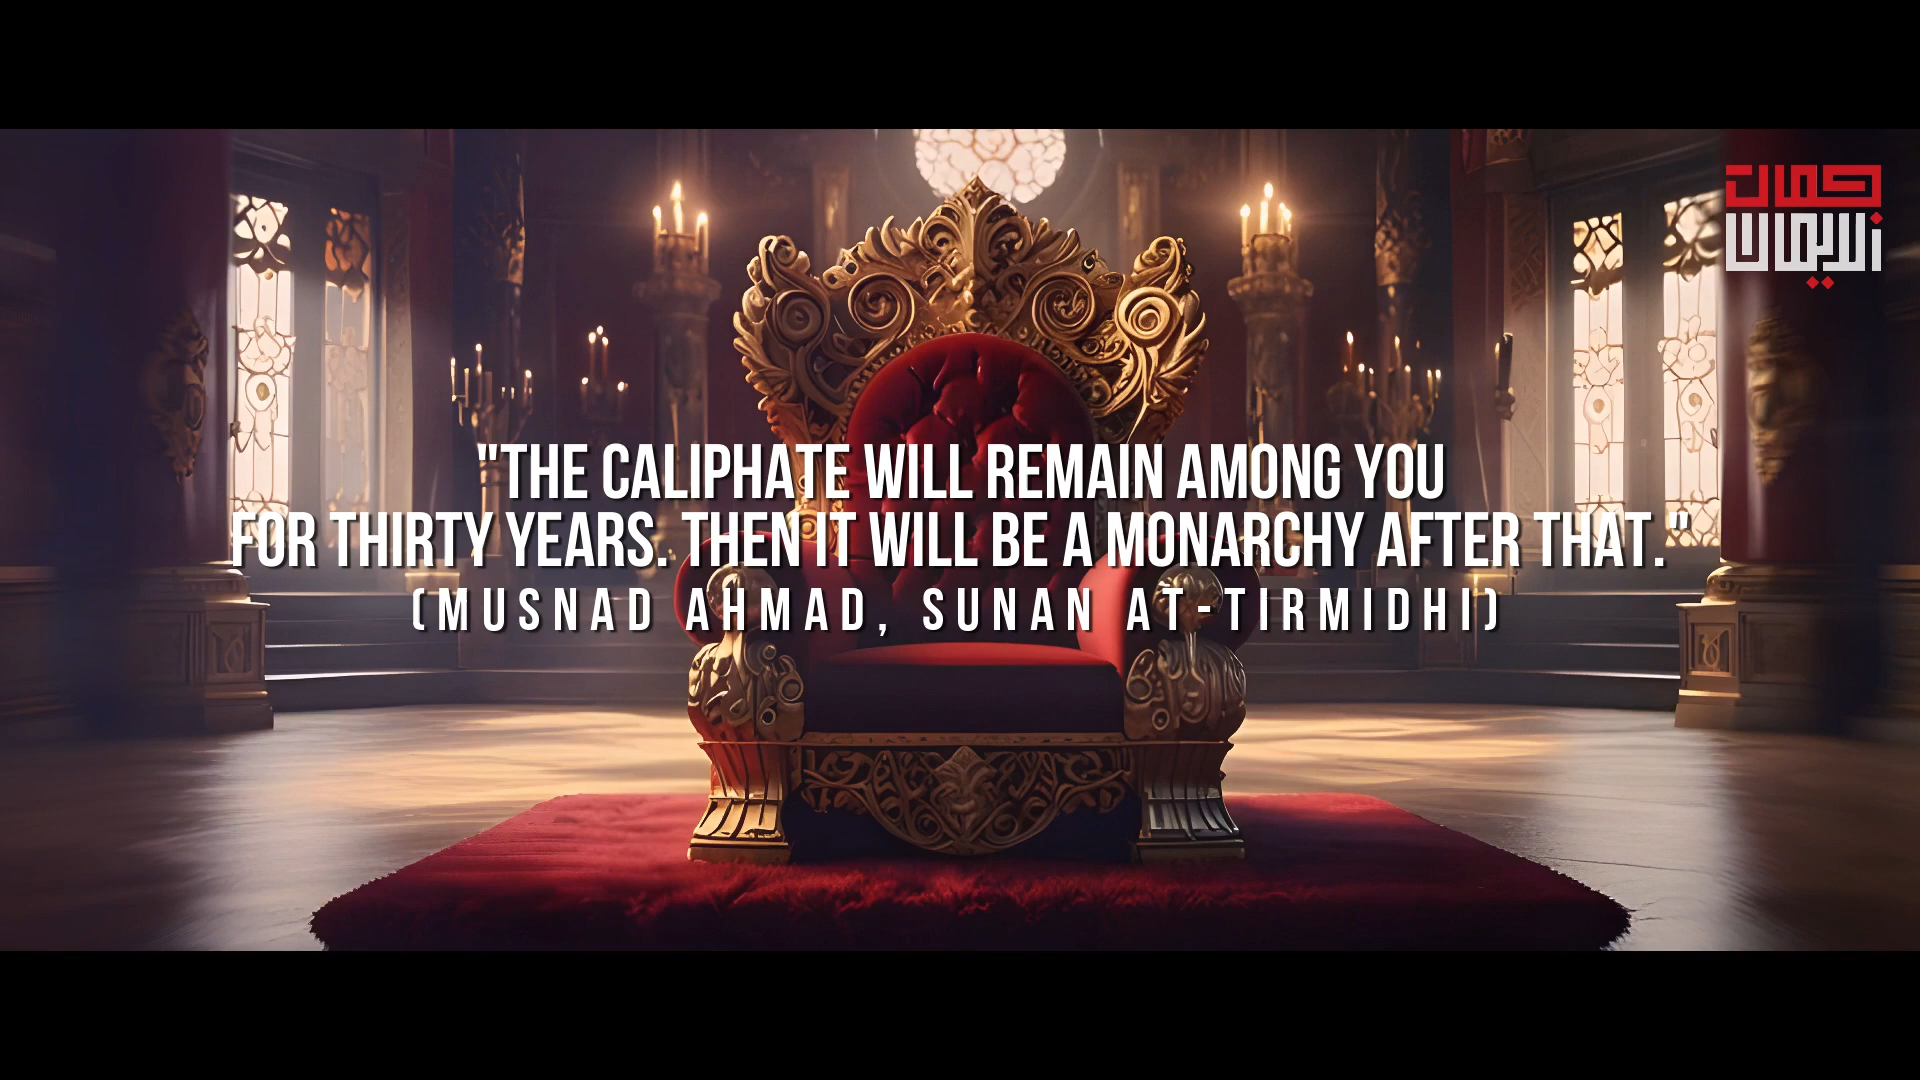 "THE CALIPHATE WILL REMAIN AMONG YOU
FOR THIRTY YEARS. THEN IT WILL BE A MONARCHY AFTER THAT."
(MUSNAD AHMAD, SUNAN AT-TIRMIDHI)